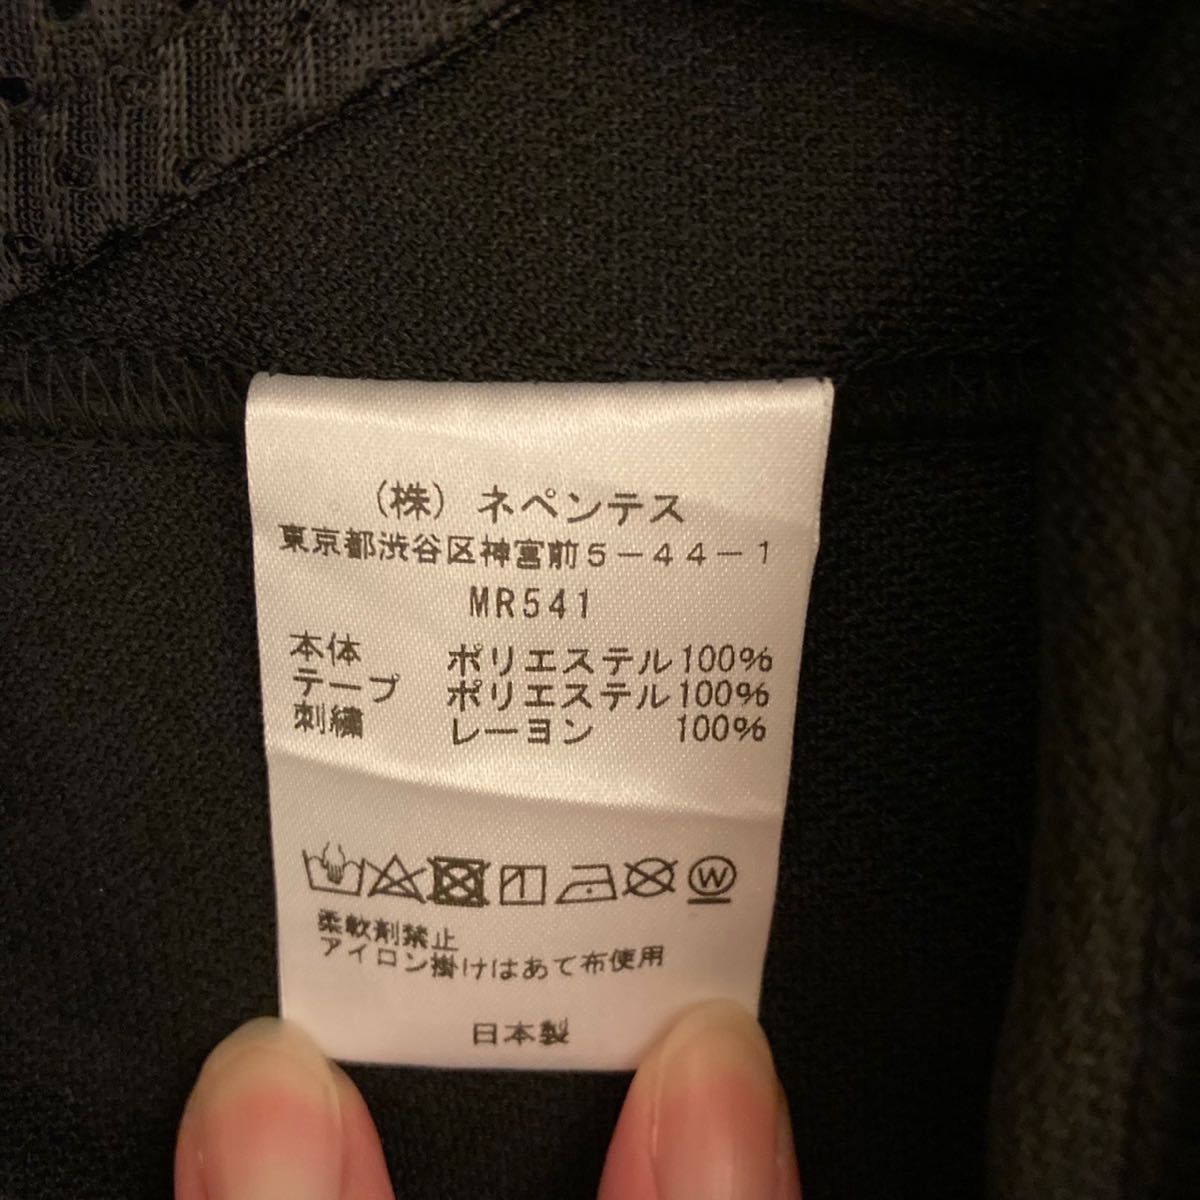 (株) ネペンテス
東京都渋谷区神宮前5-44-1
MR541
本体 ポリエステル100%
テープ ポリエステル100%
刺繍 レーヨン 100%
W
柔軟剤禁止
アイロン掛けはあて布使用
日本製